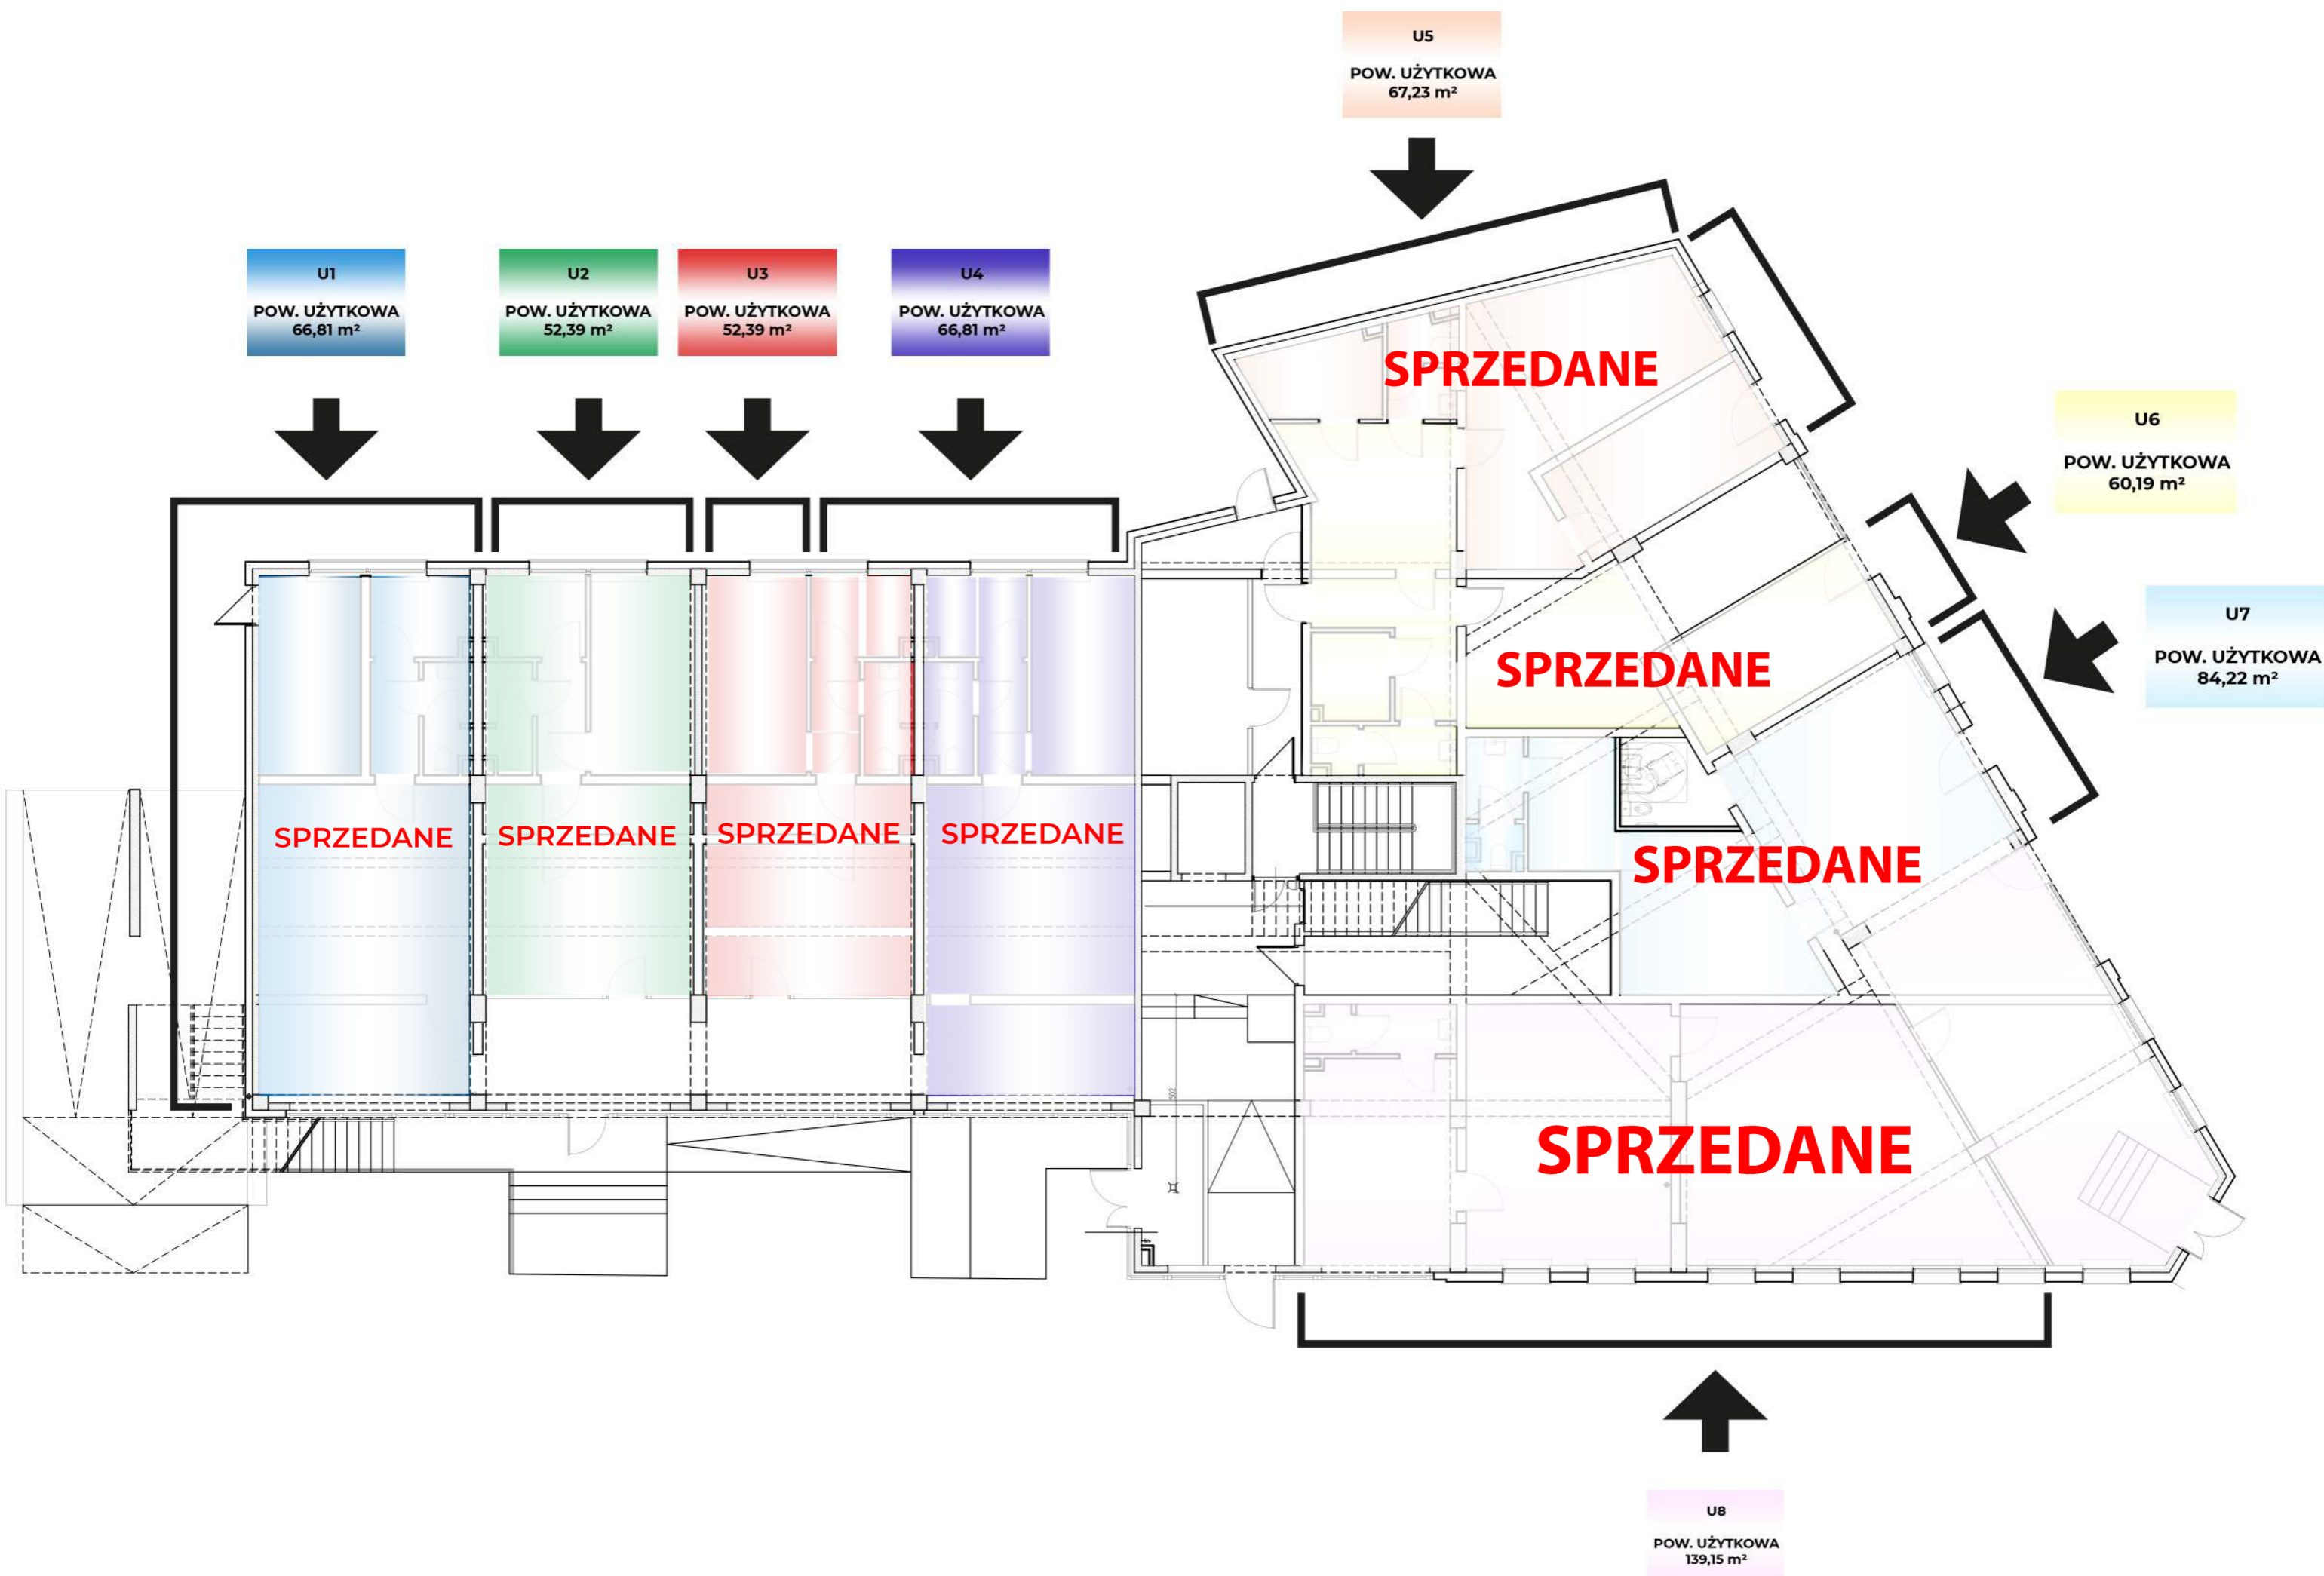 U5
POW. UŻYTKOWA
67,23 m²
U1
POW. UŻYTKOWA
66,81 m²
U2
POW. UŻYTKOWA
52,39 m²
U3
POW. UŻYTKOWA
52,39 m²
U4
POW. UŻYTKOWA
66,81 m²
SPRZEDANE
U6
POW. UŻYTKOWA
60,19 m²
U7
POW. UŻYTKOWA
84,22 m²
SPRZEDANE
SPRZEDANE
SPRZEDANE
SPRZEDANE
SPRZEDANE
SPRZEDANE
SPRZEDANE
502
U8
POW. UŻYTKOWA
139,15 m²